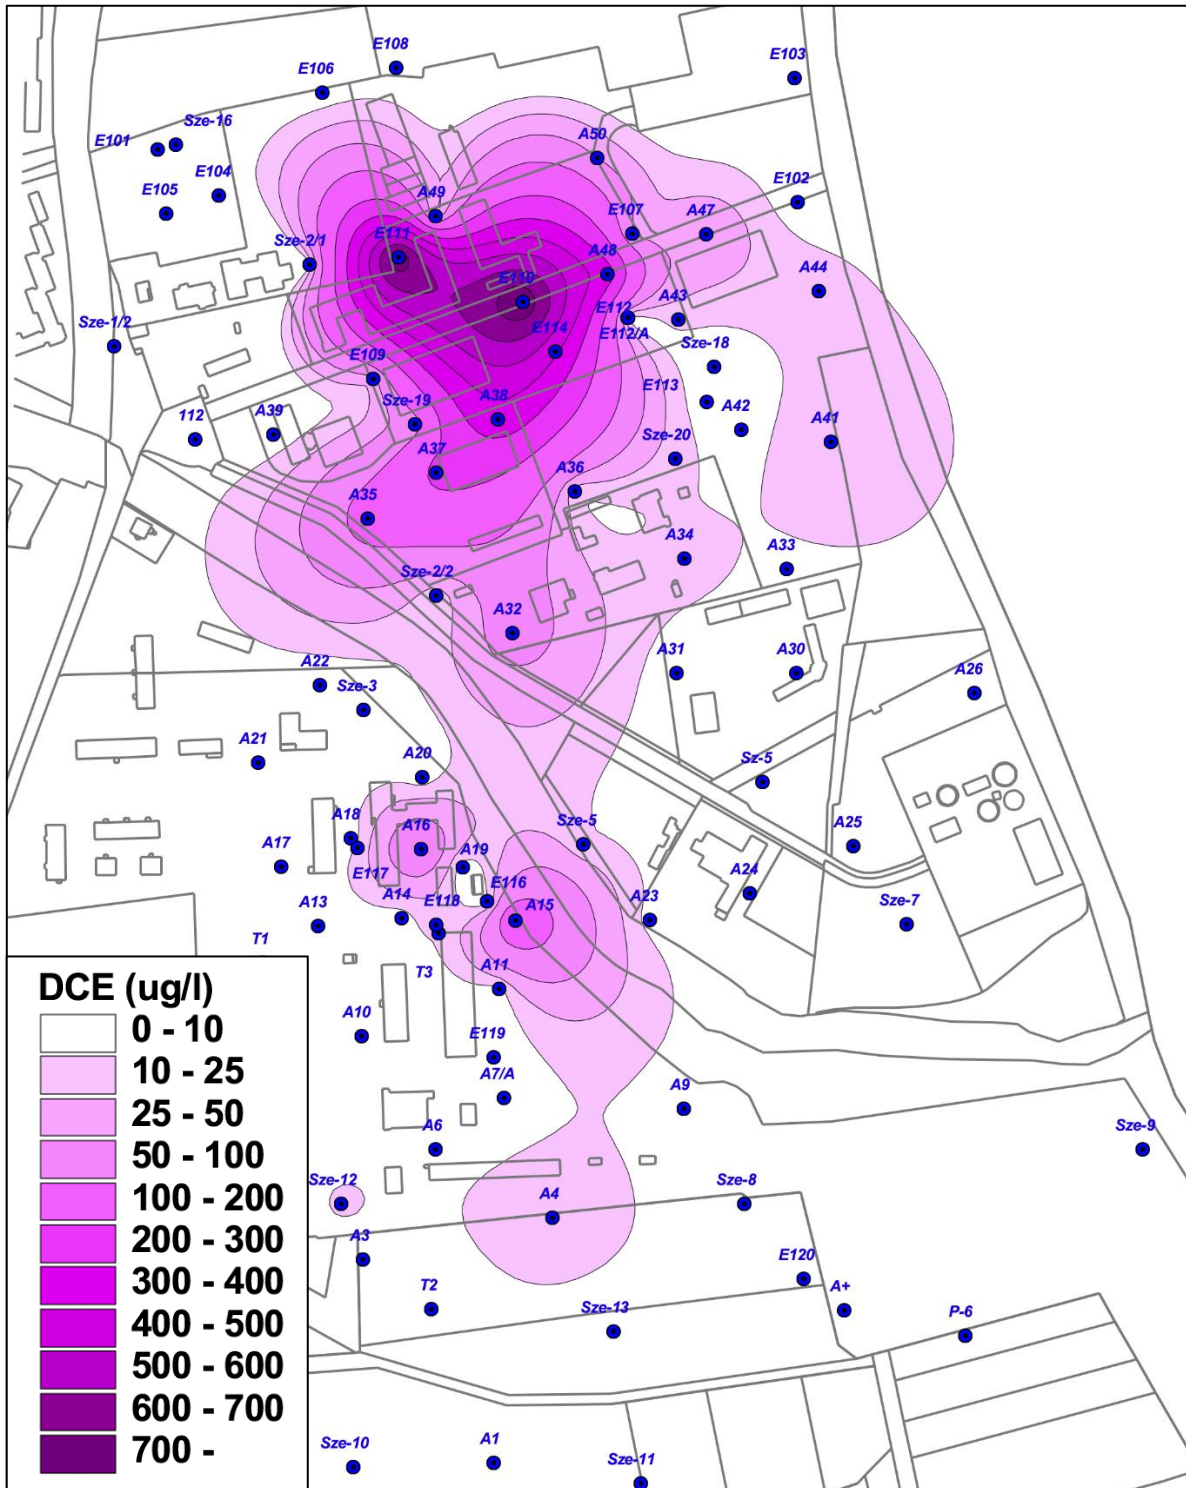 E108
E103
E106
Sze-16
A50
E101
E104
E102
E105
A49
E107
A47
Sze-2/1
E111
A48
A44
E110
A43
E112
Sze-1/2
E112/A
E114
E109
Sze-18
E113
Sze-19
A38
A42
112
A39
A41
Sze-20
A37
A36
A35
A34
A33
Sze-2/2
A32
A22
A31
A30
Sze-3
A26
A21
A20
Sz-5
A18
A16
Sze-5
A25
A17
A19
E117
E116
A24
A13
A14
E118
A15
A23
Sze-7
T1
T3
A11
A10
E119
A7/A
A9
A6
Sze-9
Sze-12
A4
Sze-8
A3
E120
T2
Sze-13
A+
P-6
Sze-10
A1
Sze-11
DCE (ug/l)
0 - 10
10 - 25
25 - 50
50 - 100
100 - 200
200 - 300
300 - 400
400 - 500
500 - 600
600 - 700
700 -